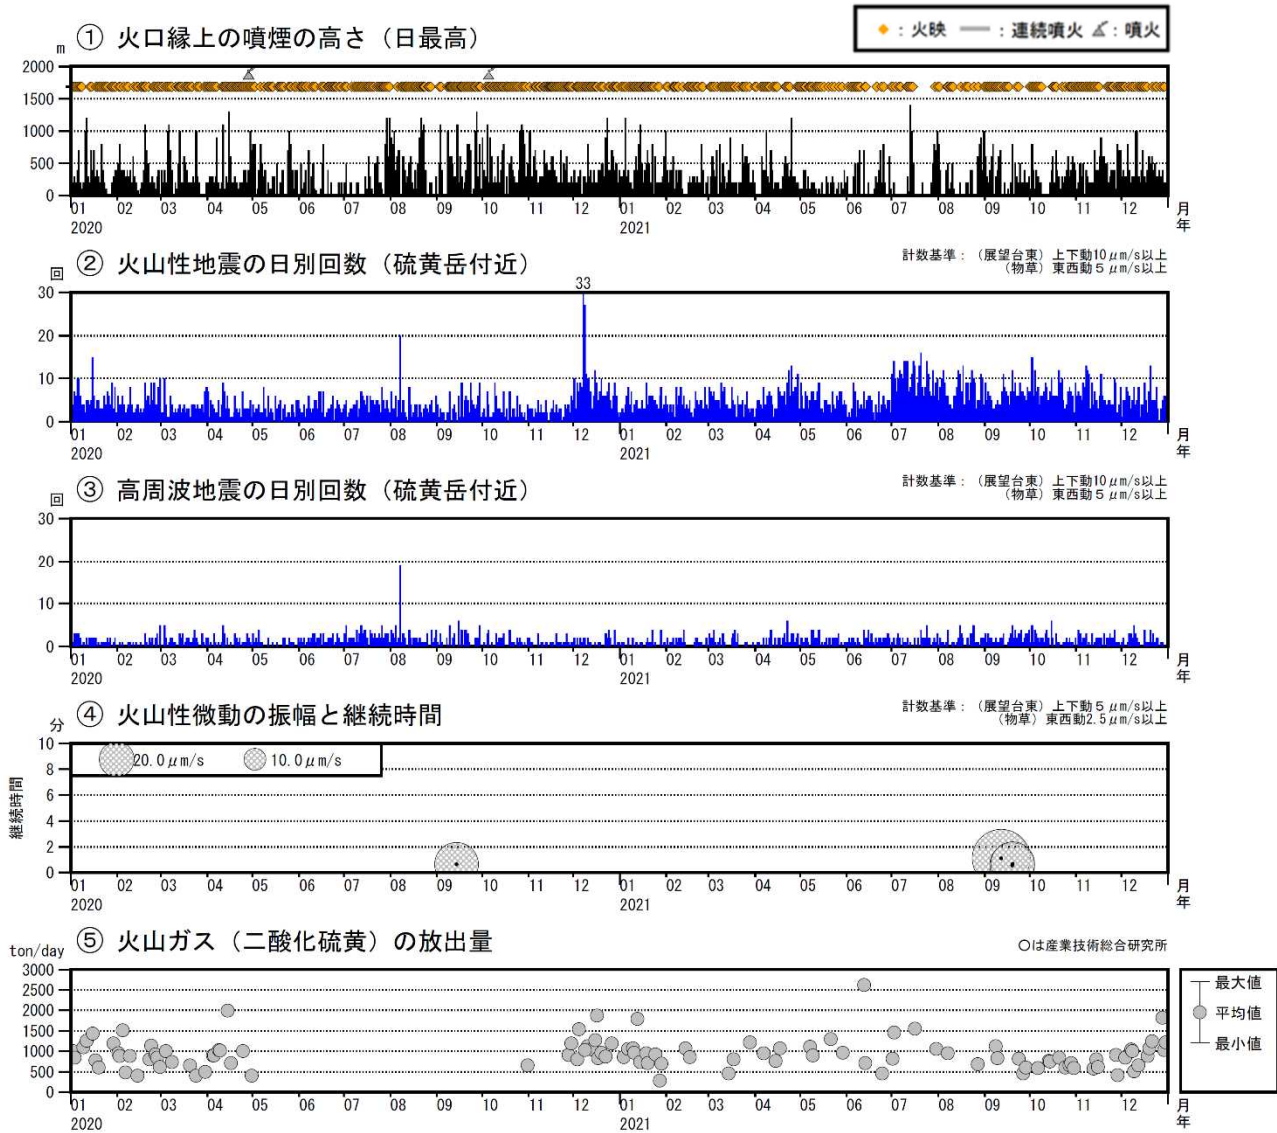 ◆：火映 ━：連続噴火 ：噴火
① 火口縁上の噴煙の高さ（日最高）
m
2000
1500
1000
500
0
01 02 03 04 05 06 07 08 09 10 11 12 01 02 03 04 05 06 07 08 09 10 11 12 月
2020 2021 年
② 火山性地震の日別回数（硫黄岳付近）
計数基準：（展望台東）上下動10μm/s以上
（物草）東西動５μm/s以上
回
33
30
20
10
0
01 02 03 04 05 06 07 08 09 10 11 12 01 02 03 04 05 06 07 08 09 10 11 12 月
2020 2021 年
③ 高周波地震の日別回数（硫黄岳付近）
計数基準：（展望台東）上下動10μm/s以上
（物草）東西動５μm/s以上
回
30
20
10
0
01 02 03 04 05 06 07 08 09 10 11 12 01 02 03 04 05 06 07 08 09 10 11 12 月
2020 2021 年
④ 火山性微動の振幅と継続時間
計数基準：（展望台東）上下動５μm/s以上
（物草）東西動2.5μm/s以上
分
継続時間
20.0μm/s 10.0μm/s
10
8
6
4
2
0
01 02 03 04 05 06 07 08 09 10 11 12 01 02 03 04 05 06 07 08 09 10 11 12 月
2020 2021 年
⑤ 火山ガス（二酸化硫黄）の放出量
○は産業技術総合研究所
ton/day
3000
2500
2000
1500
1000
500
0
01 02 03 04 05 06 07 08 09 10 11 12 01 02 03 04 05 06 07 08 09 10 11 12 月
2020 2021 年
最大値
平均値
最小値